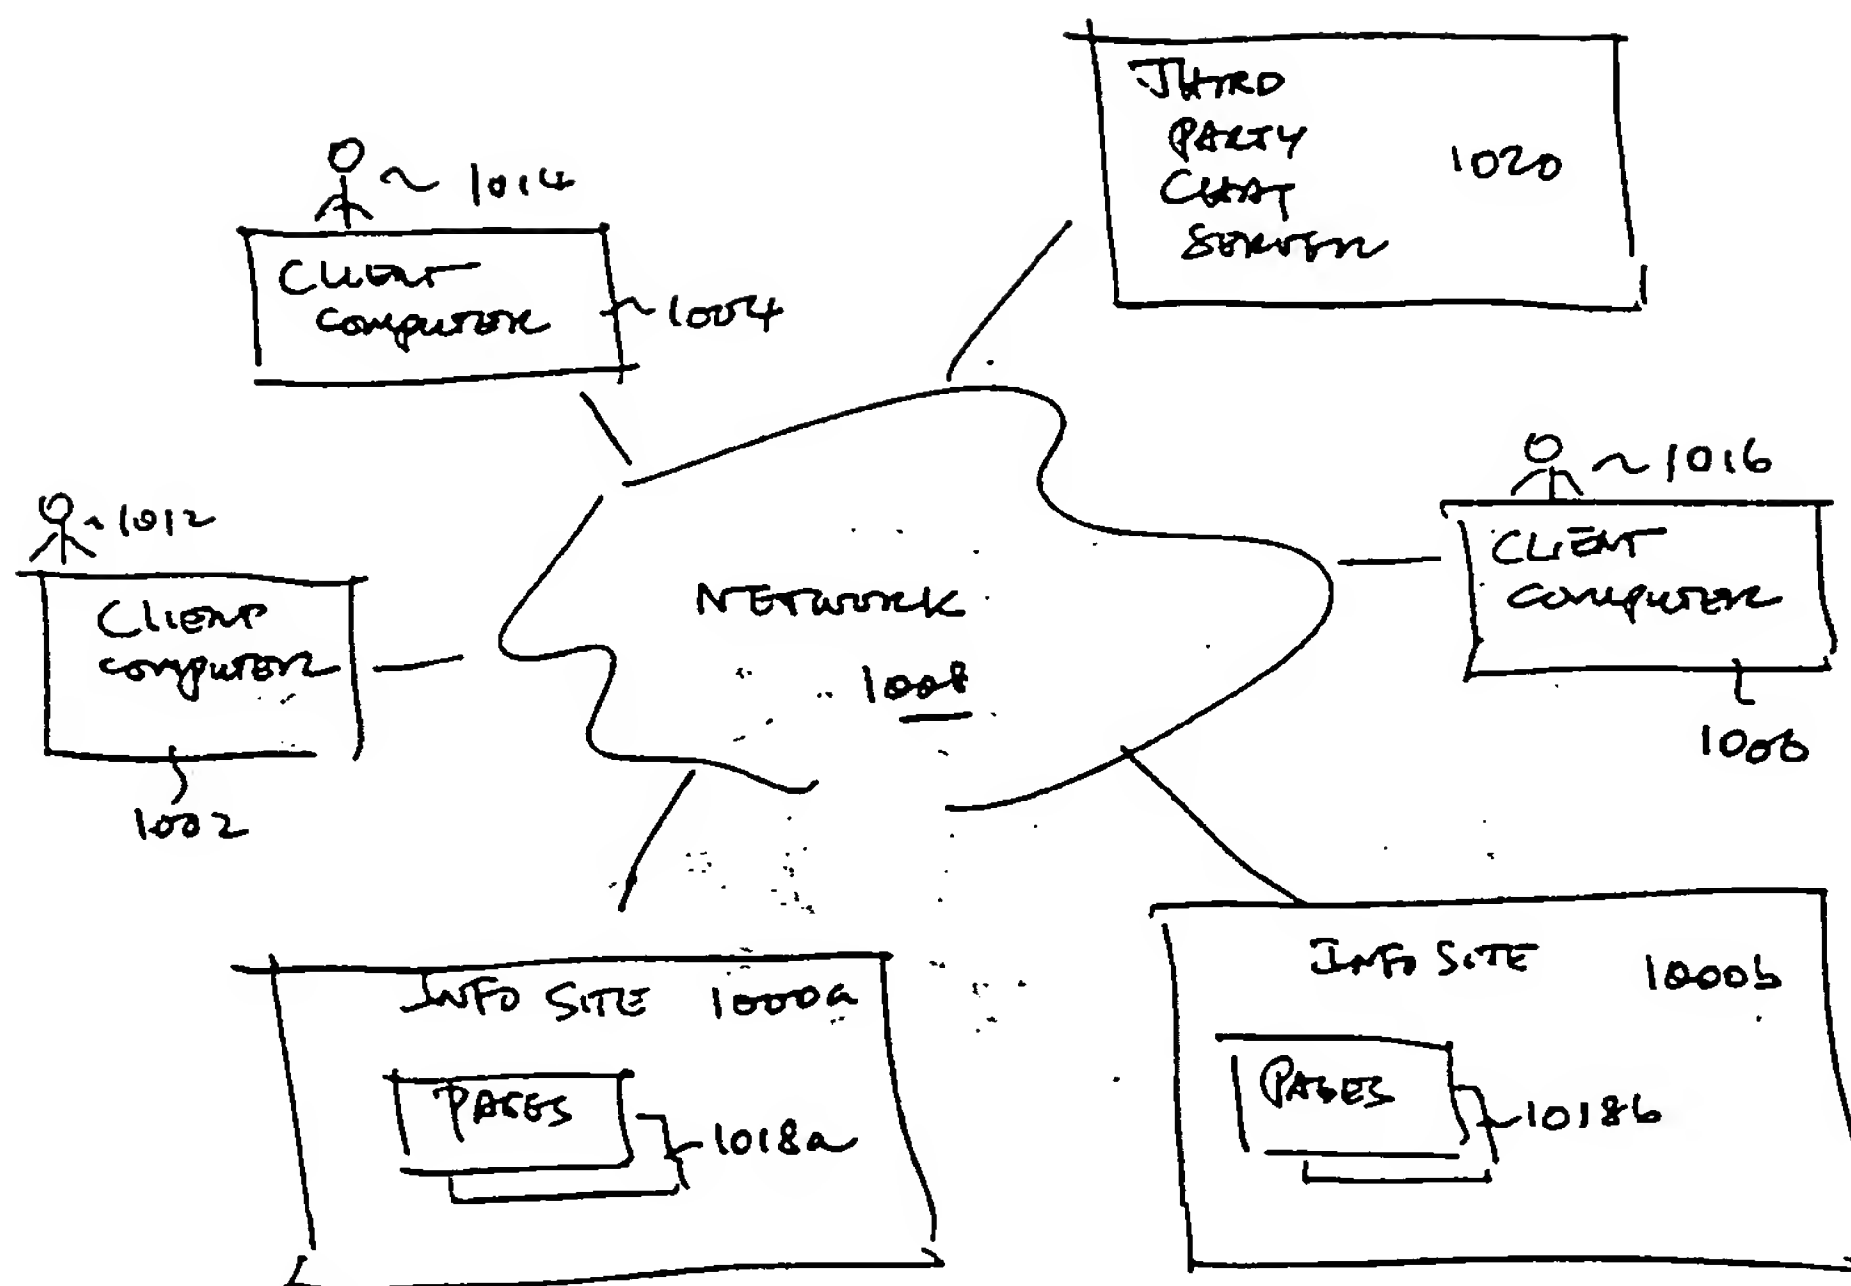 THIRD
PARTY
CHAT
SERVER
1020
1014
CLIENT
COMPUTER
1004
1016
CLIENT
COMPUTER
1006
1012
CLIENT
COMPUTER
1002
NETWORK
1008
INFO SITE 1000a
PAGES
1018a
INFO SITE 1000b
PAGES
1018b